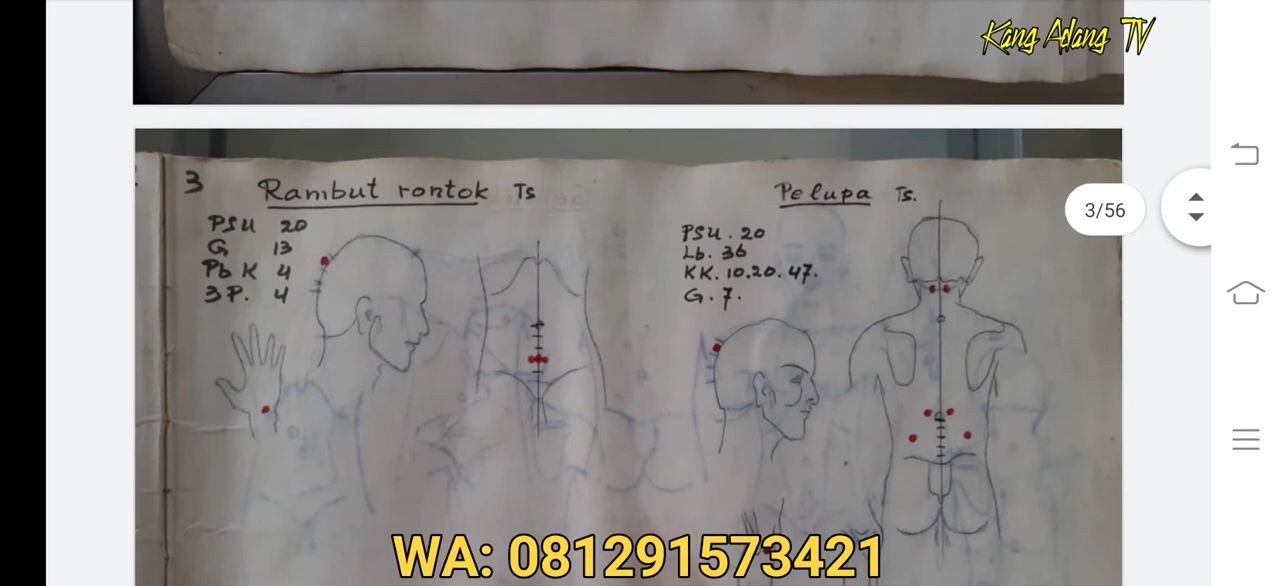 Kang Adang TV
3
Rambut rontok Ts
PSU 20
G 13
Pb K 4
3P. 4
Pelupa Ts.
PSU. 20
Lb. 36
KK. 10.20.47.
G. 7.
3/56
WA: 081291573421